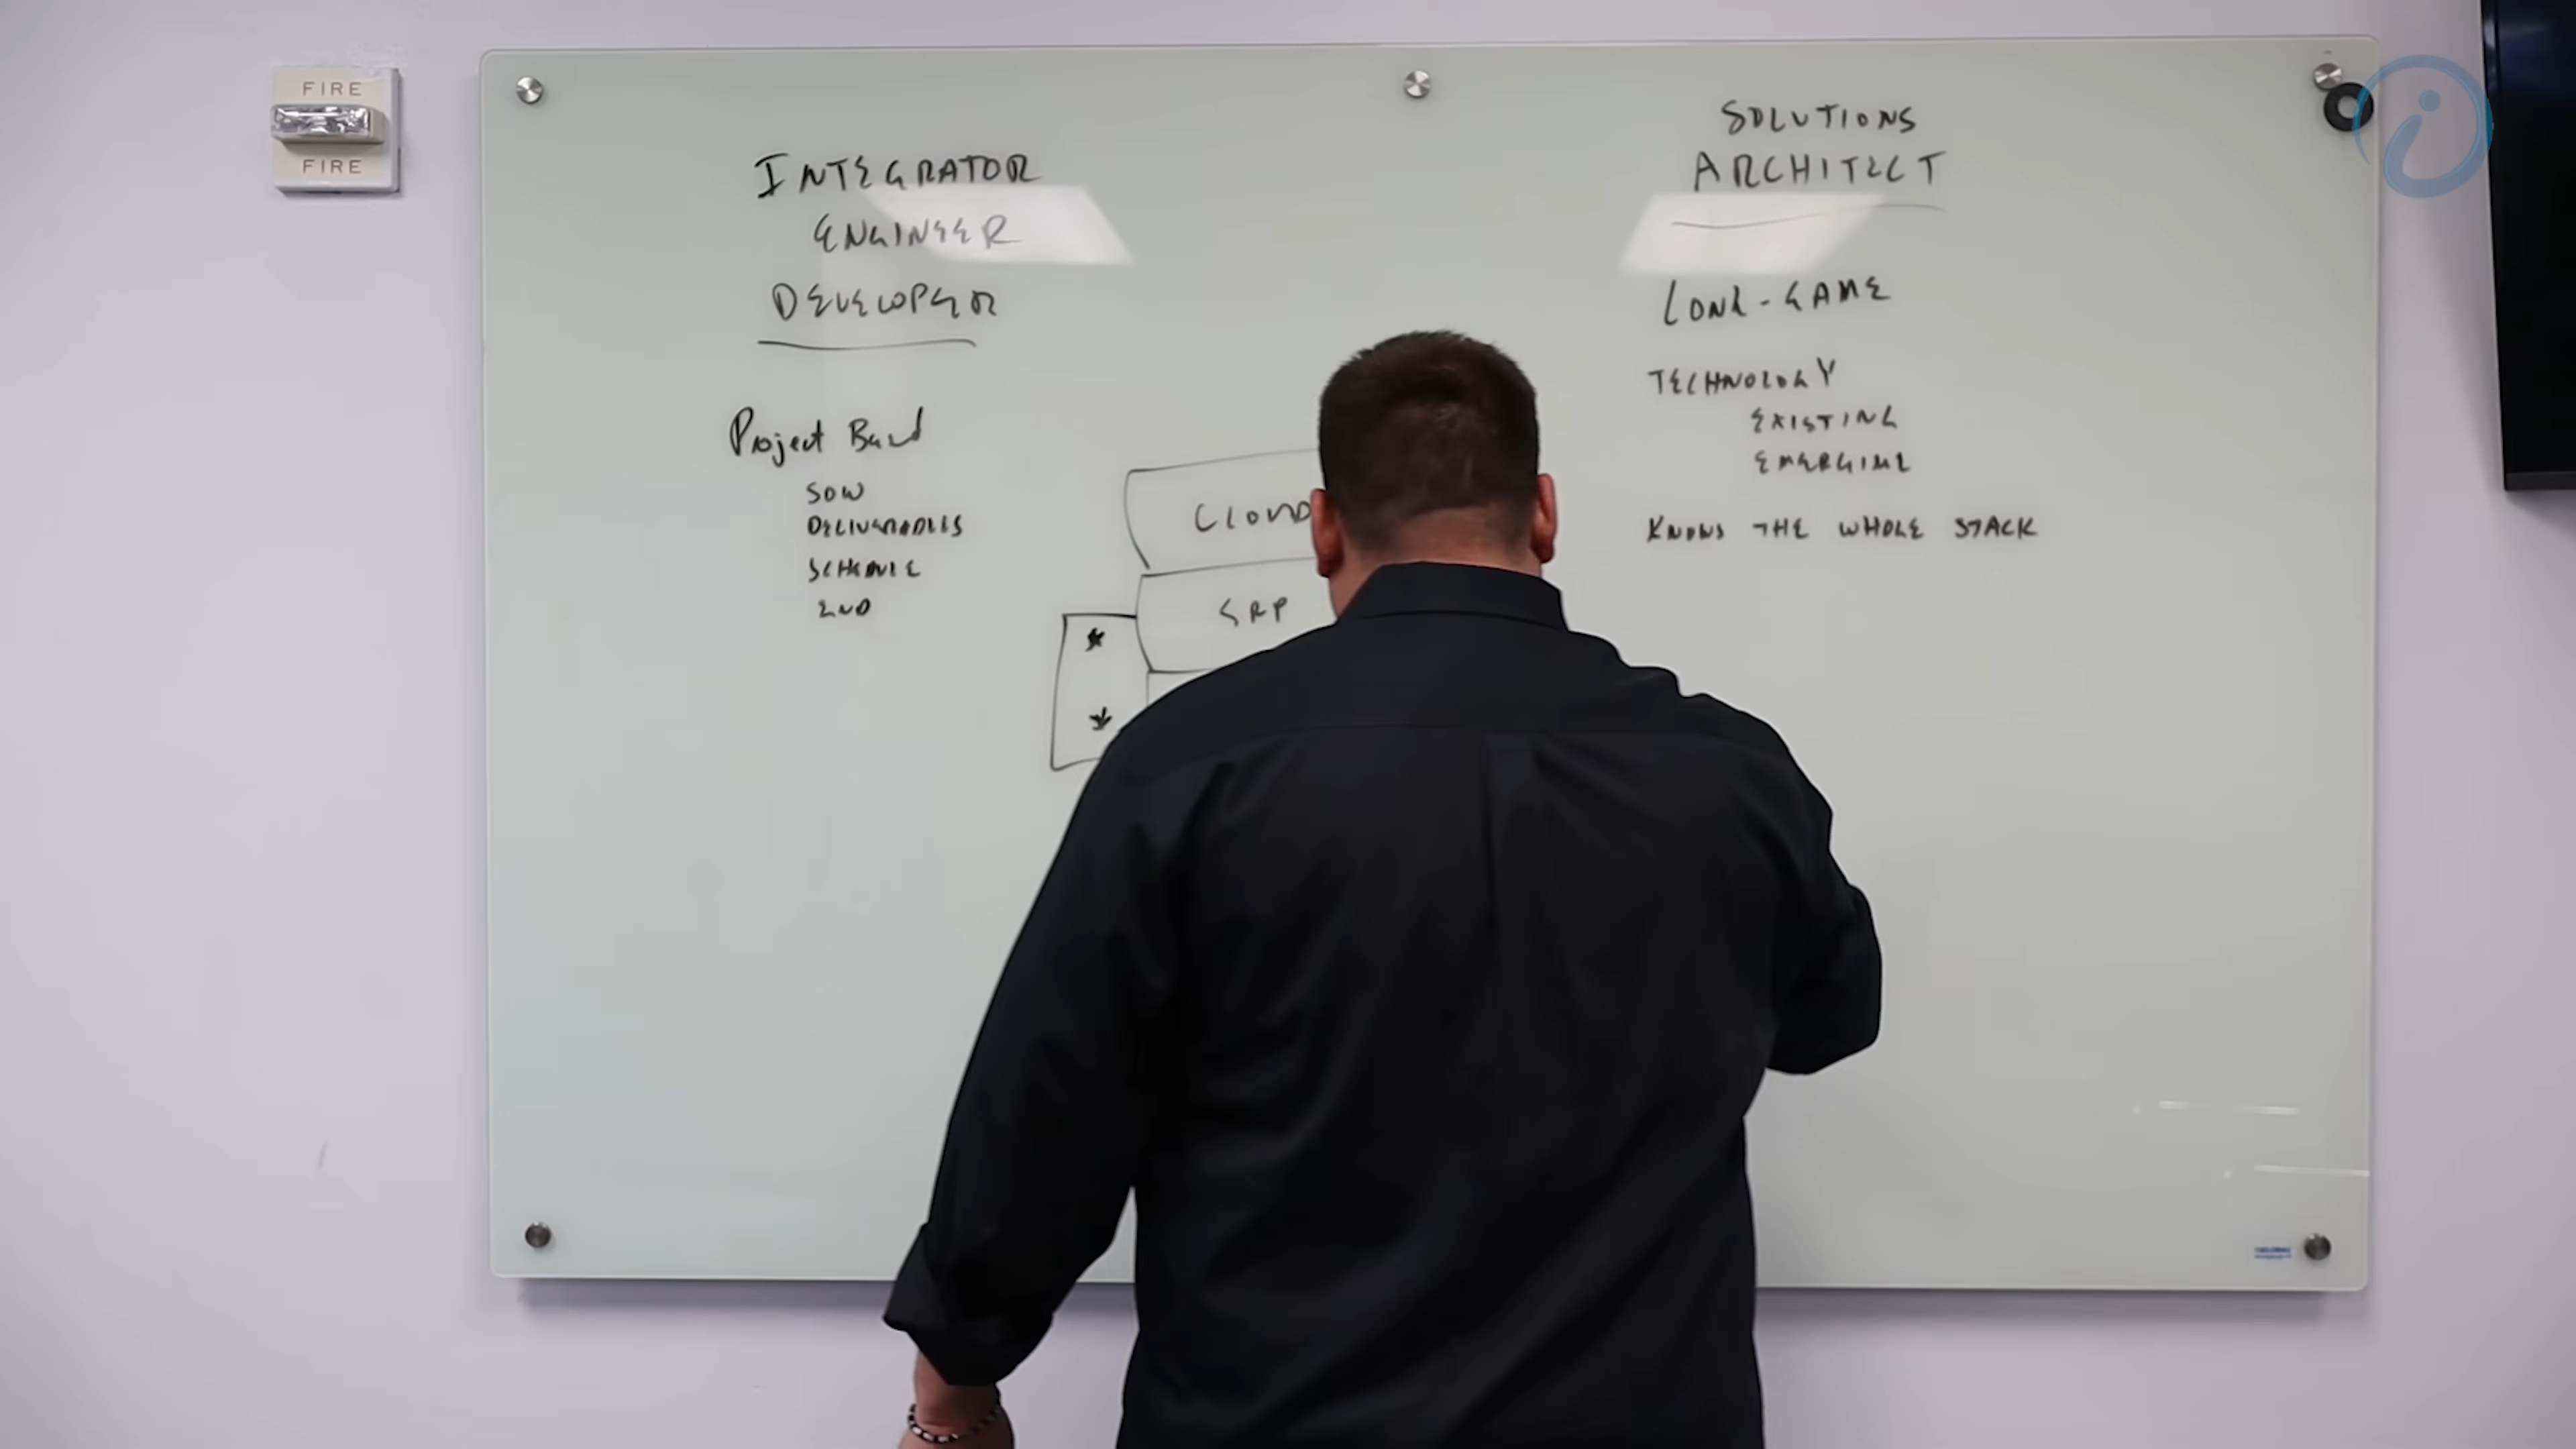 FIRE
FIRE
INTEGRATOR
ENGINEER
DEVELOPER
Project Based
SOW
DELIVERABLES
SCHEDULE
END
CLOUD
ERP
SOLUTIONS
ARCHITECT
LONG-GAME
TECHNOLOGY
EXISTING
EMERGING
KNOWS THE WHOLE STACK